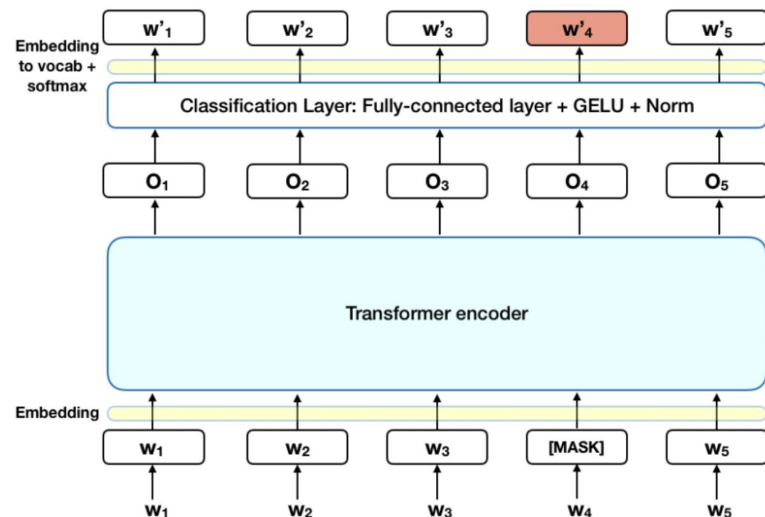 w'1 w'2 w'3 w'4 w'5
Embedding
to vocab +
softmax
Classification Layer: Fully-connected layer + GELU + Norm
O1 O2 O3 O4 O5
Transformer encoder
Embedding
W1 W2 W3 [MASK] W5
W1 W2 W3 W4 W5